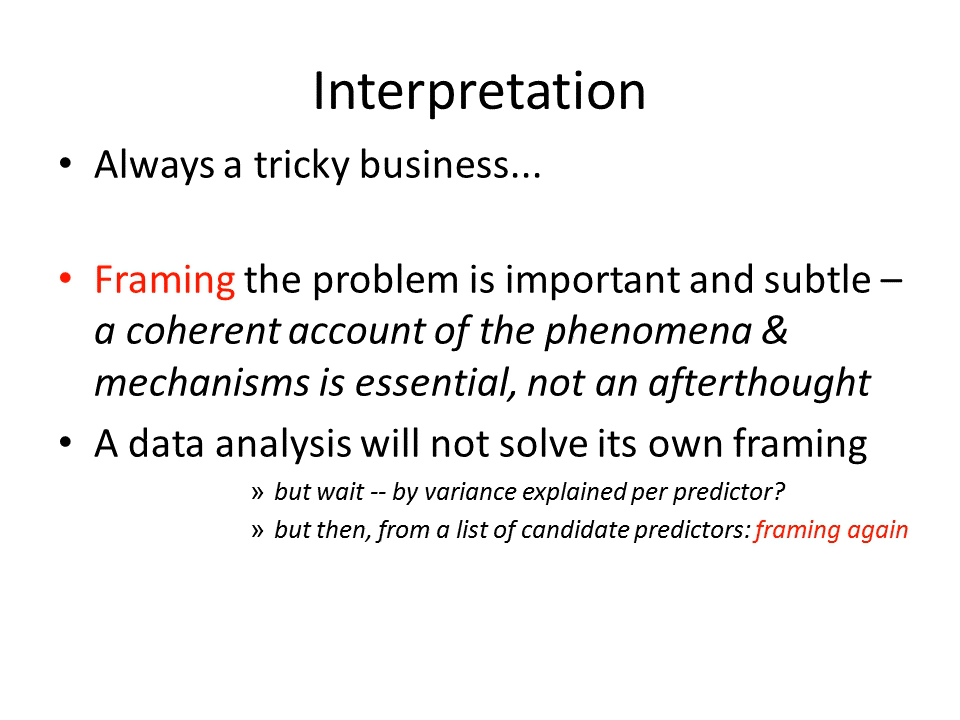 Interpretation
• Always a tricky business...
• Framing the problem is important and subtle –
a coherent account of the phenomena &
mechanisms is essential, not an afterthought
• A data analysis will not solve its own framing
» but wait -- by variance explained per predictor?
» but then, from a list of candidate predictors: framing again